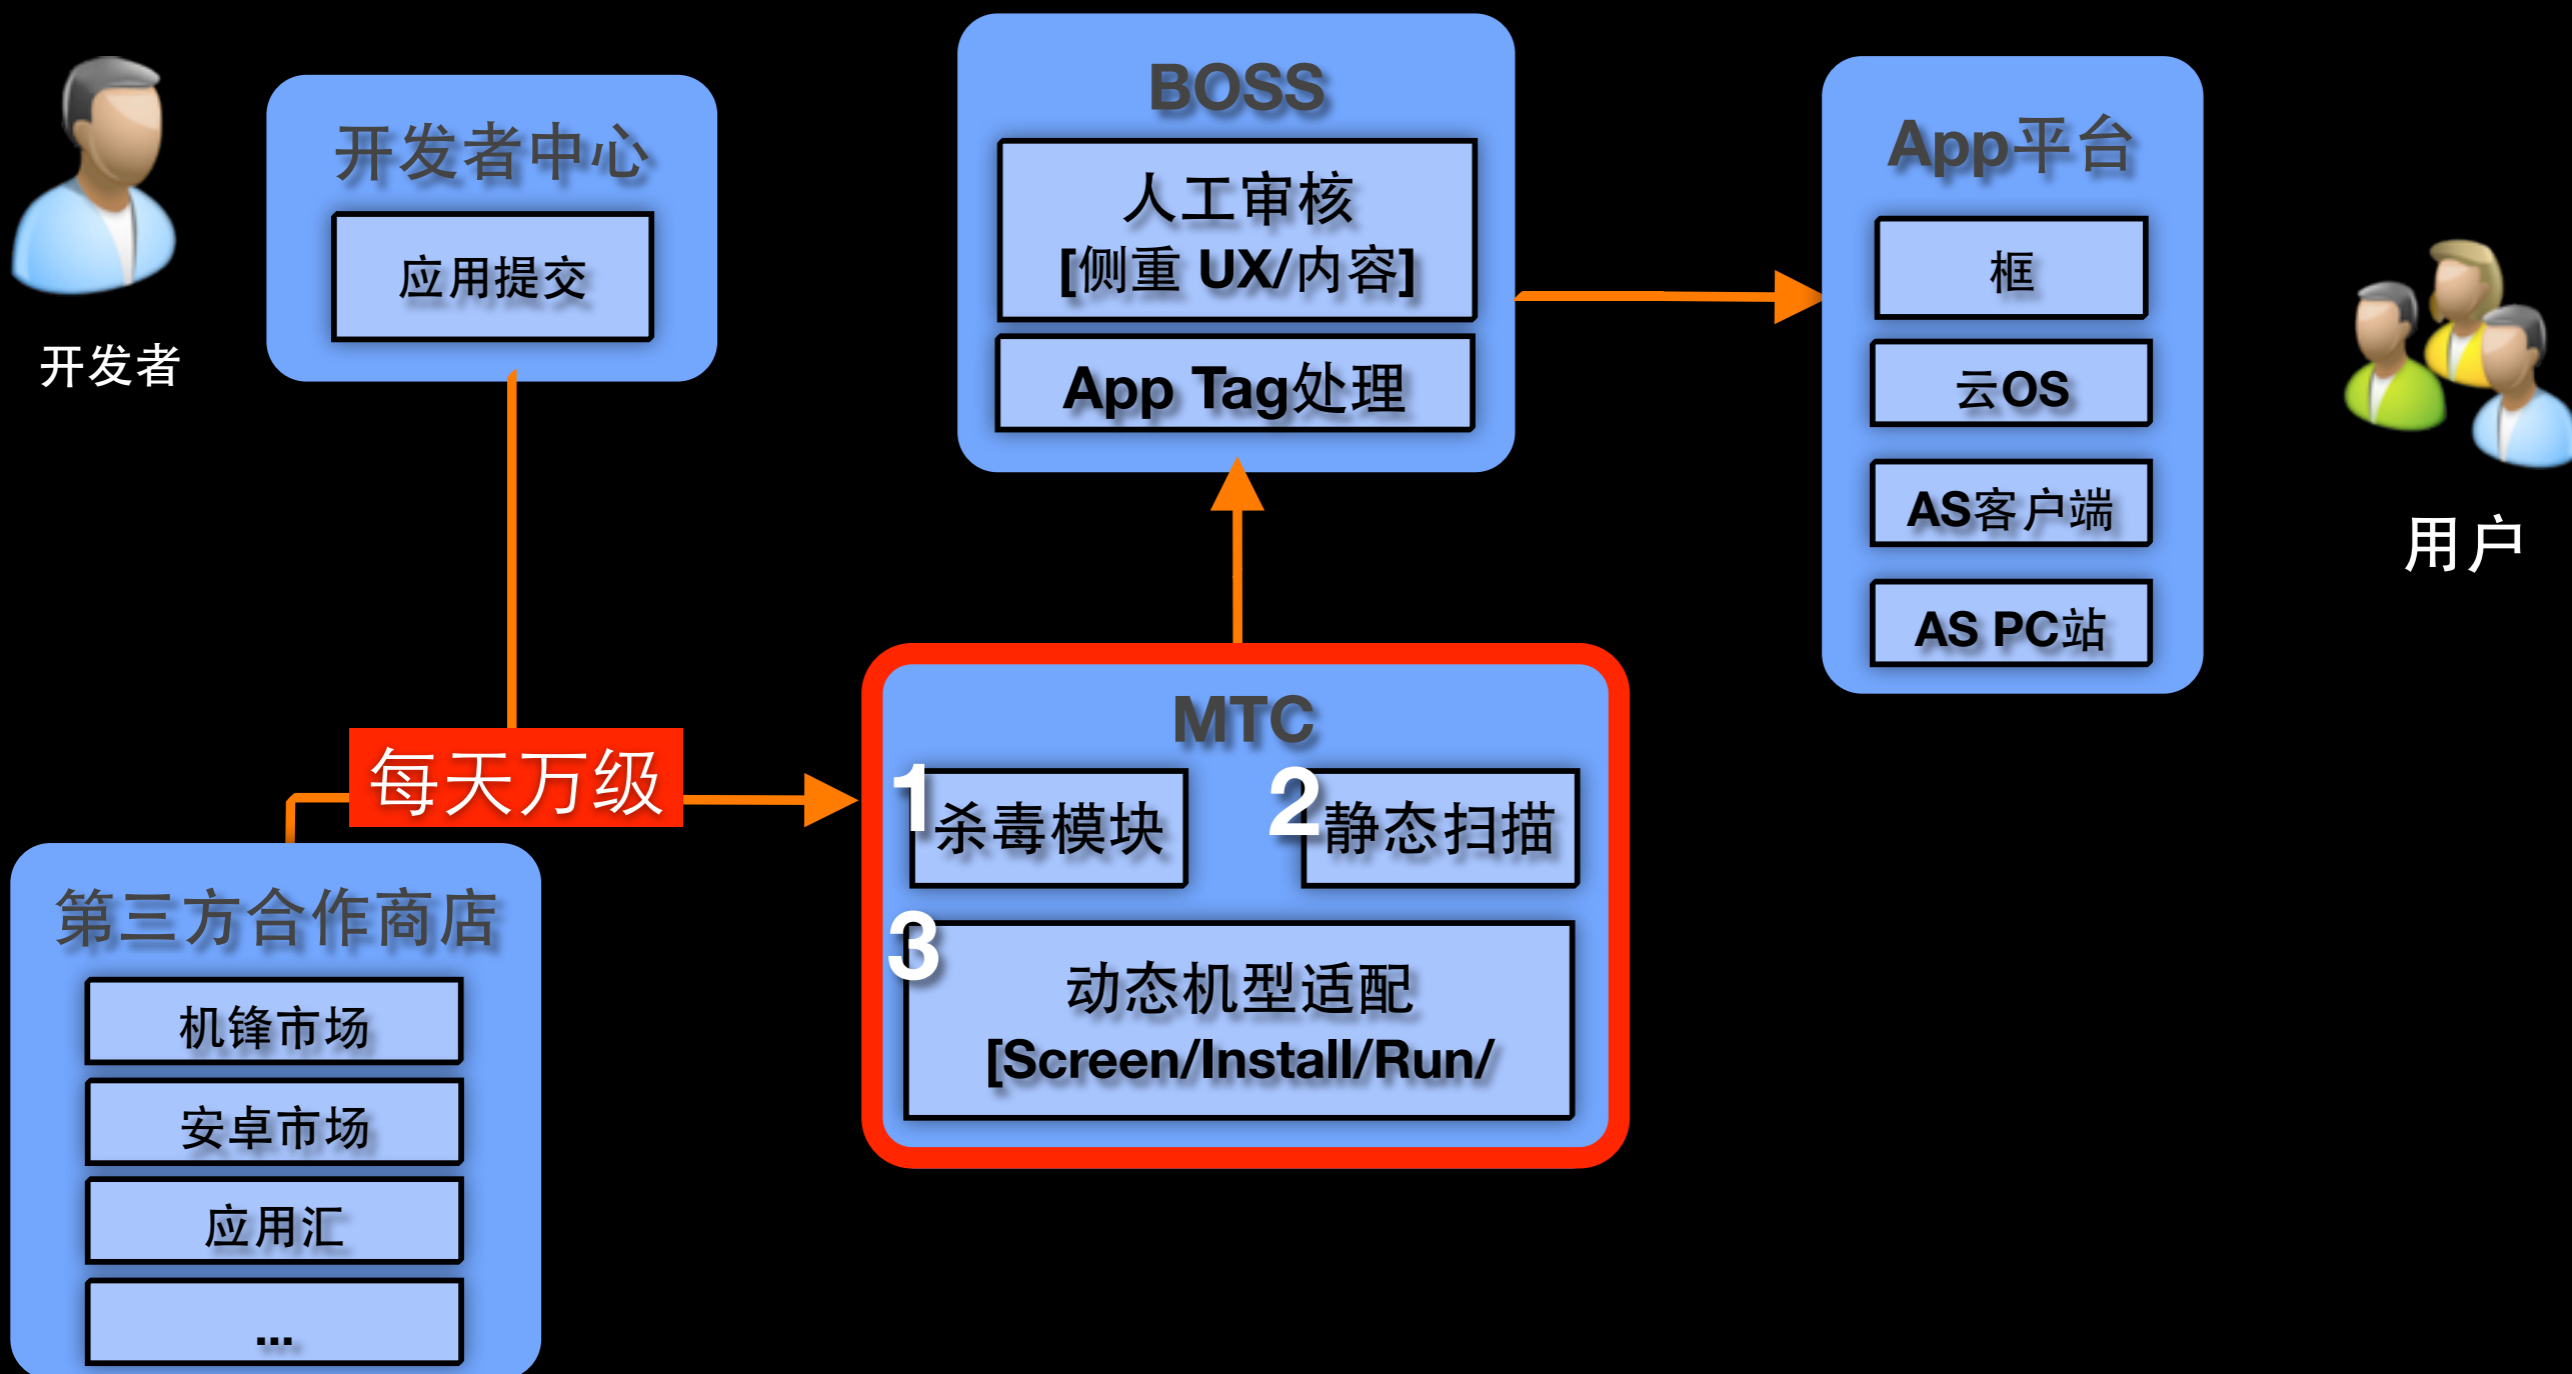 开发者
开发者中心
应用提交
BOSS
人工审核
[侧重 UX/内容]
App Tag处理
App平台
框
云OS
AS客户端
AS PC站
用户
每天万级
第三方合作商店
机锋市场
安卓市场
应用汇
...
MTC
1
杀毒模块
2
静态扫描
3
动态机型适配
[Screen/Install/Run/